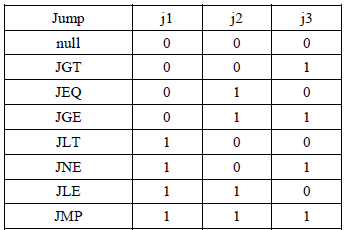 Jump j1 j2 j3
null 0 0 0
JGT 0 0 1
JEQ 0 1 0
JGE 0 1 1
JLT 1 0 0
JNE 1 0 1
JLE 1 1 0
JMP 1 1 1